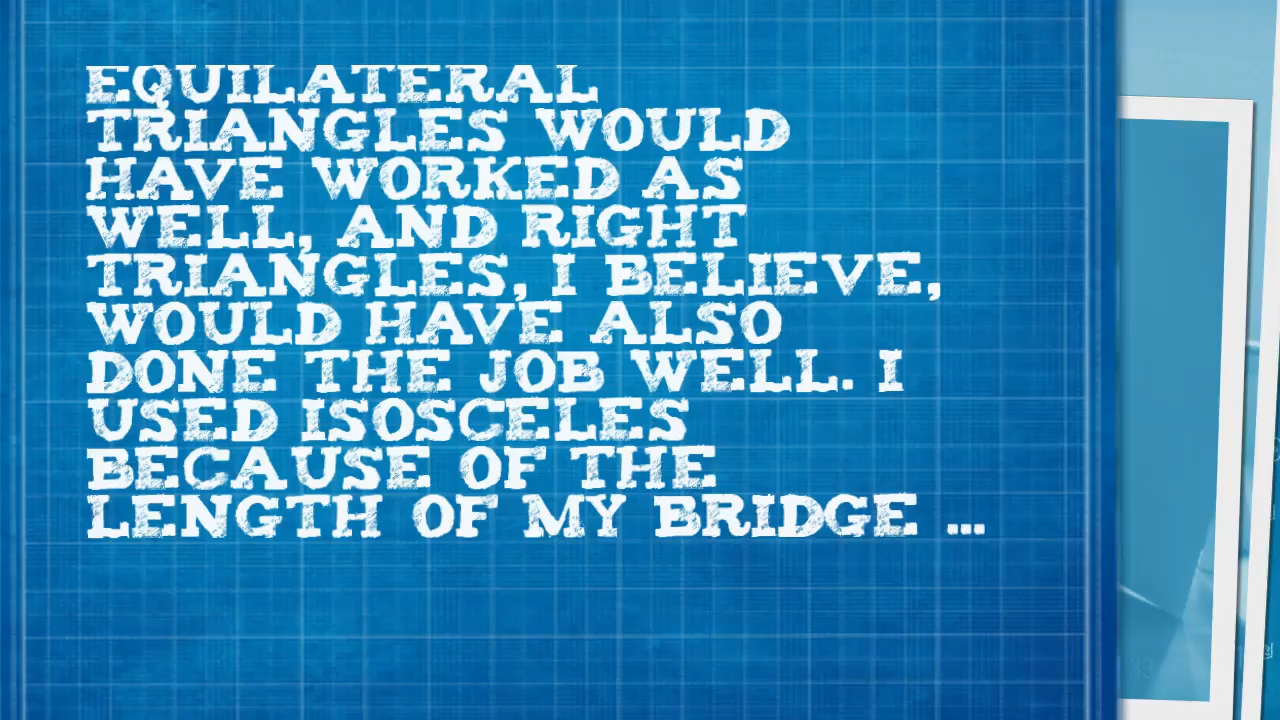 EQUILATERAL
TRIANGLES WOULD
HAVE WORKED AS
WELL, AND RIGHT
TRIANGLES, I BELIEVE,
WOULD HAVE ALSO
DONE THE JOB WELL. I
USED ISOSCELES
BECAUSE OF THE
LENGTH OF MY BRIDGE ...